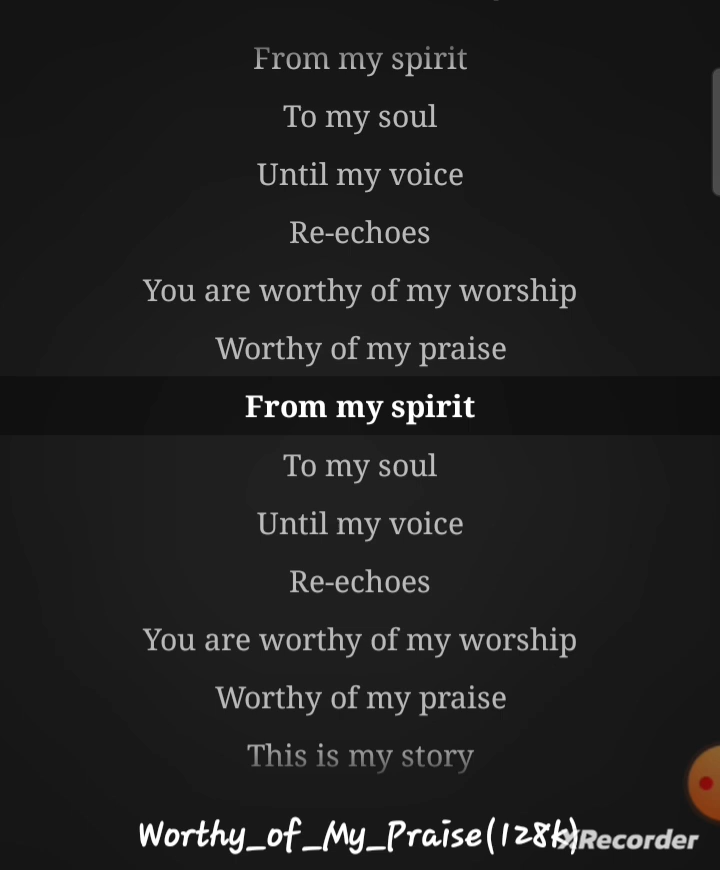 From my spirit
To my soul
Until my voice
Re-echoes
You are worthy of my worship
Worthy of my praise
From my spirit
To my soul
Until my voice
Re-echoes
You are worthy of my worship
Worthy of my praise
This is my story
Worthy_of_My_Praise(128k)
XRecorder